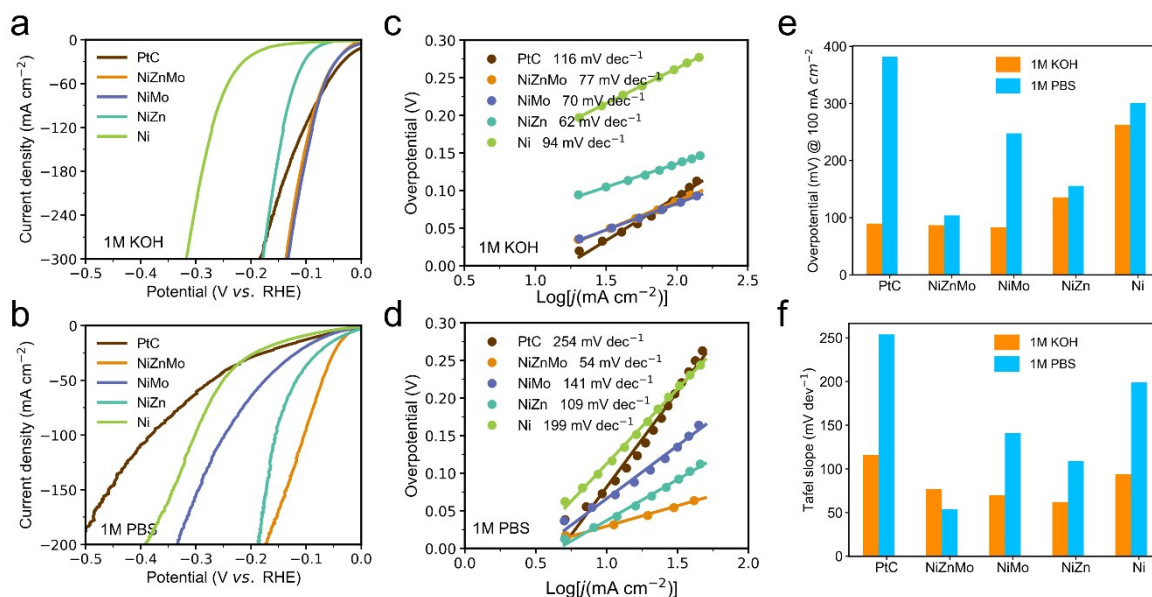 a
0
−60
−120
−180
−240
−300
Current density (mA cm−2)
PtC
NiZnMo
NiMo
NiZn
Ni
1M KOH
−0.5 −0.4 −0.3 −0.2 −0.1 0.0
Potential (V vs. RHE)
c
0.30
0.25
0.20
0.15
0.10
0.05
0.00
Overpotential (V)
PtC 116 mV dec−1
NiZnMo 77 mV dec−1
NiMo 70 mV dec−1
NiZn 62 mV dec−1
Ni 94 mV dec−1
1M KOH
0.5 1.0 1.5 2.0 2.5
Log[j(mA cm−2)]
e
400
300
200
100
0
Overpotential (mV) @ 100 mA cm−2
1M KOH
1M PBS
PtC NiZnMo NiMo NiZn Ni
b
0
−50
−100
−150
−200
Current density (mA cm−2)
PtC
NiZnMo
NiMo
NiZn
Ni
1M PBS
−0.5 −0.4 −0.3 −0.2 −0.1 0.0
Potential (V vs. RHE)
d
0.30
0.25
0.20
0.15
0.10
0.05
0.00
Overpotential (V)
PtC 254 mV dec−1
NiZnMo 54 mV dec−1
NiMo 141 mV dec−1
NiZn 109 mV dec−1
Ni 199 mV dec−1
1M PBS
0.0 0.5 1.0 1.5 2.0
Log[j(mA cm−2)]
f
250
200
150
100
50
0
Tafel slope (mV dev−1)
1M KOH
1M PBS
PtC NiZnMo NiMo NiZn Ni